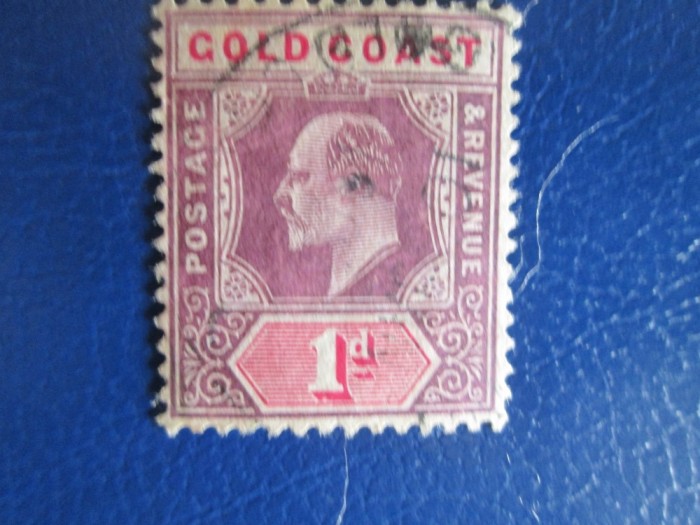 GOLD COAST
POSTAGE
& REVENUE
1d